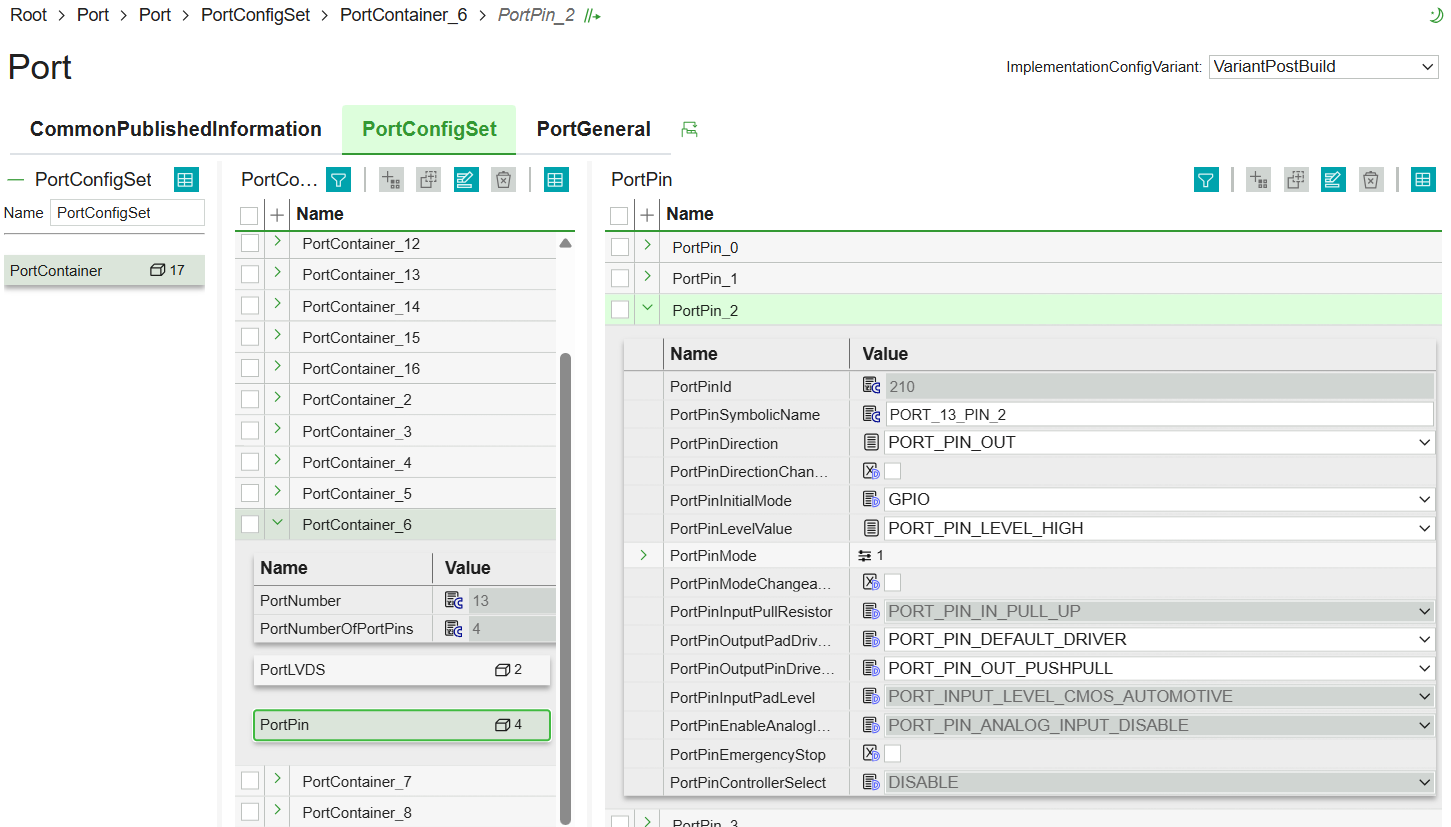 Root > Port > Port > PortConfigSet > PortContainer_6 > PortPin_2
Port
ImplementationConfigVariant: VariantPostBuild
CommonPublishedInformation PortConfigSet PortGeneral
PortConfigSet
Name PortConfigSet
PortContainer 17
PortCo...
Name
PortContainer_12
PortContainer_13
PortContainer_14
PortContainer_15
PortContainer_16
PortContainer_2
PortContainer_3
PortContainer_4
PortContainer_5
PortContainer_6
Name Value
PortNumber 13
PortNumberOfPortPins 4
PortLVDS 2
PortPin 4
PortContainer_7
PortContainer_8
PortPin
Name
PortPin_0
PortPin_1
PortPin_2
Name Value
PortPinId 210
PortPinSymbolicName PORT_13_PIN_2
PortPinDirection PORT_PIN_OUT
PortPinDirectionChan...
PortPinInitialMode GPIO
PortPinLevelValue PORT_PIN_LEVEL_HIGH
PortPinMode 1
PortPinModeChangea...
PortPinInputPullResistor PORT_PIN_IN_PULL_UP
PortPinOutputPadDriv... PORT_PIN_DEFAULT_DRIVER
PortPinOutputPinDrive... PORT_PIN_OUT_PUSHPULL
PortPinInputPadLevel PORT_INPUT_LEVEL_CMOS_AUTOMOTIVE
PortPinEnableAnalogI... PORT_PIN_ANALOG_INPUT_DISABLE
PortPinEmergencyStop
PortPinControllerSelect DISABLE
PortPin_3